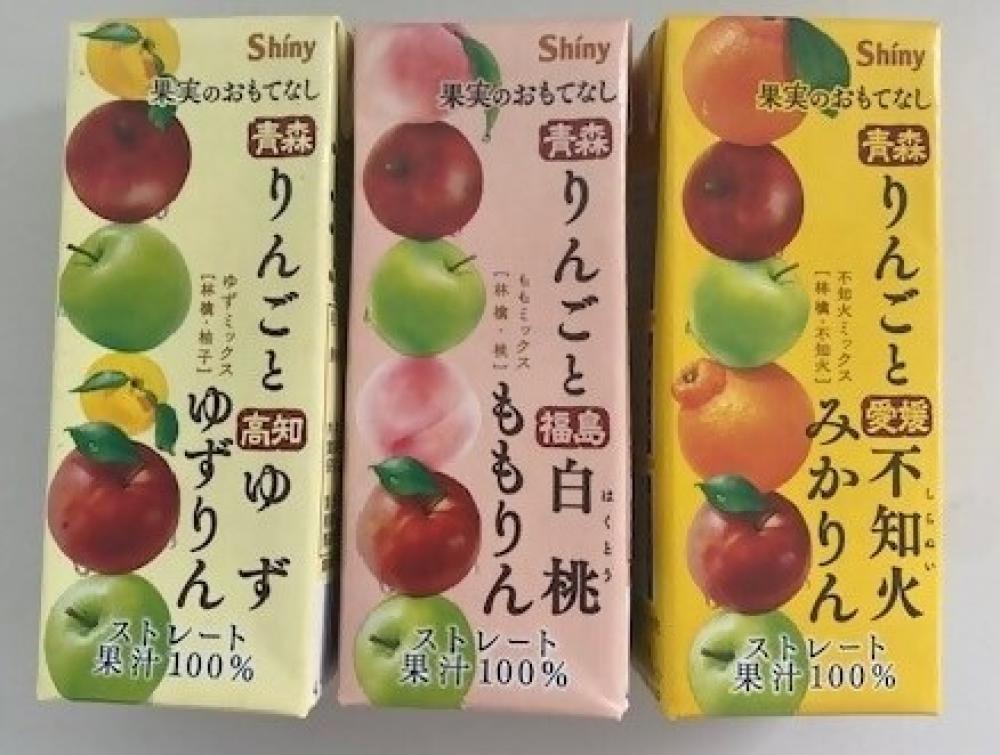 Shiny
果実のおもてなし
青森
りんごと
高知
ゆず
ゆずりん
ゆずミックス
[林檎・柚子]
ストレート
果汁100%
Shiny
果実のおもてなし
青森
りんごと
福島
白桃
はくとう
ももりん
ももミックス
[林檎・桃]
ストレート
果汁100%
Shiny
果実のおもてなし
青森
りんごと
愛媛
不知火
しらぬい
みかりん
不知火ミックス
[林檎・不知火]
ストレート
果汁100%